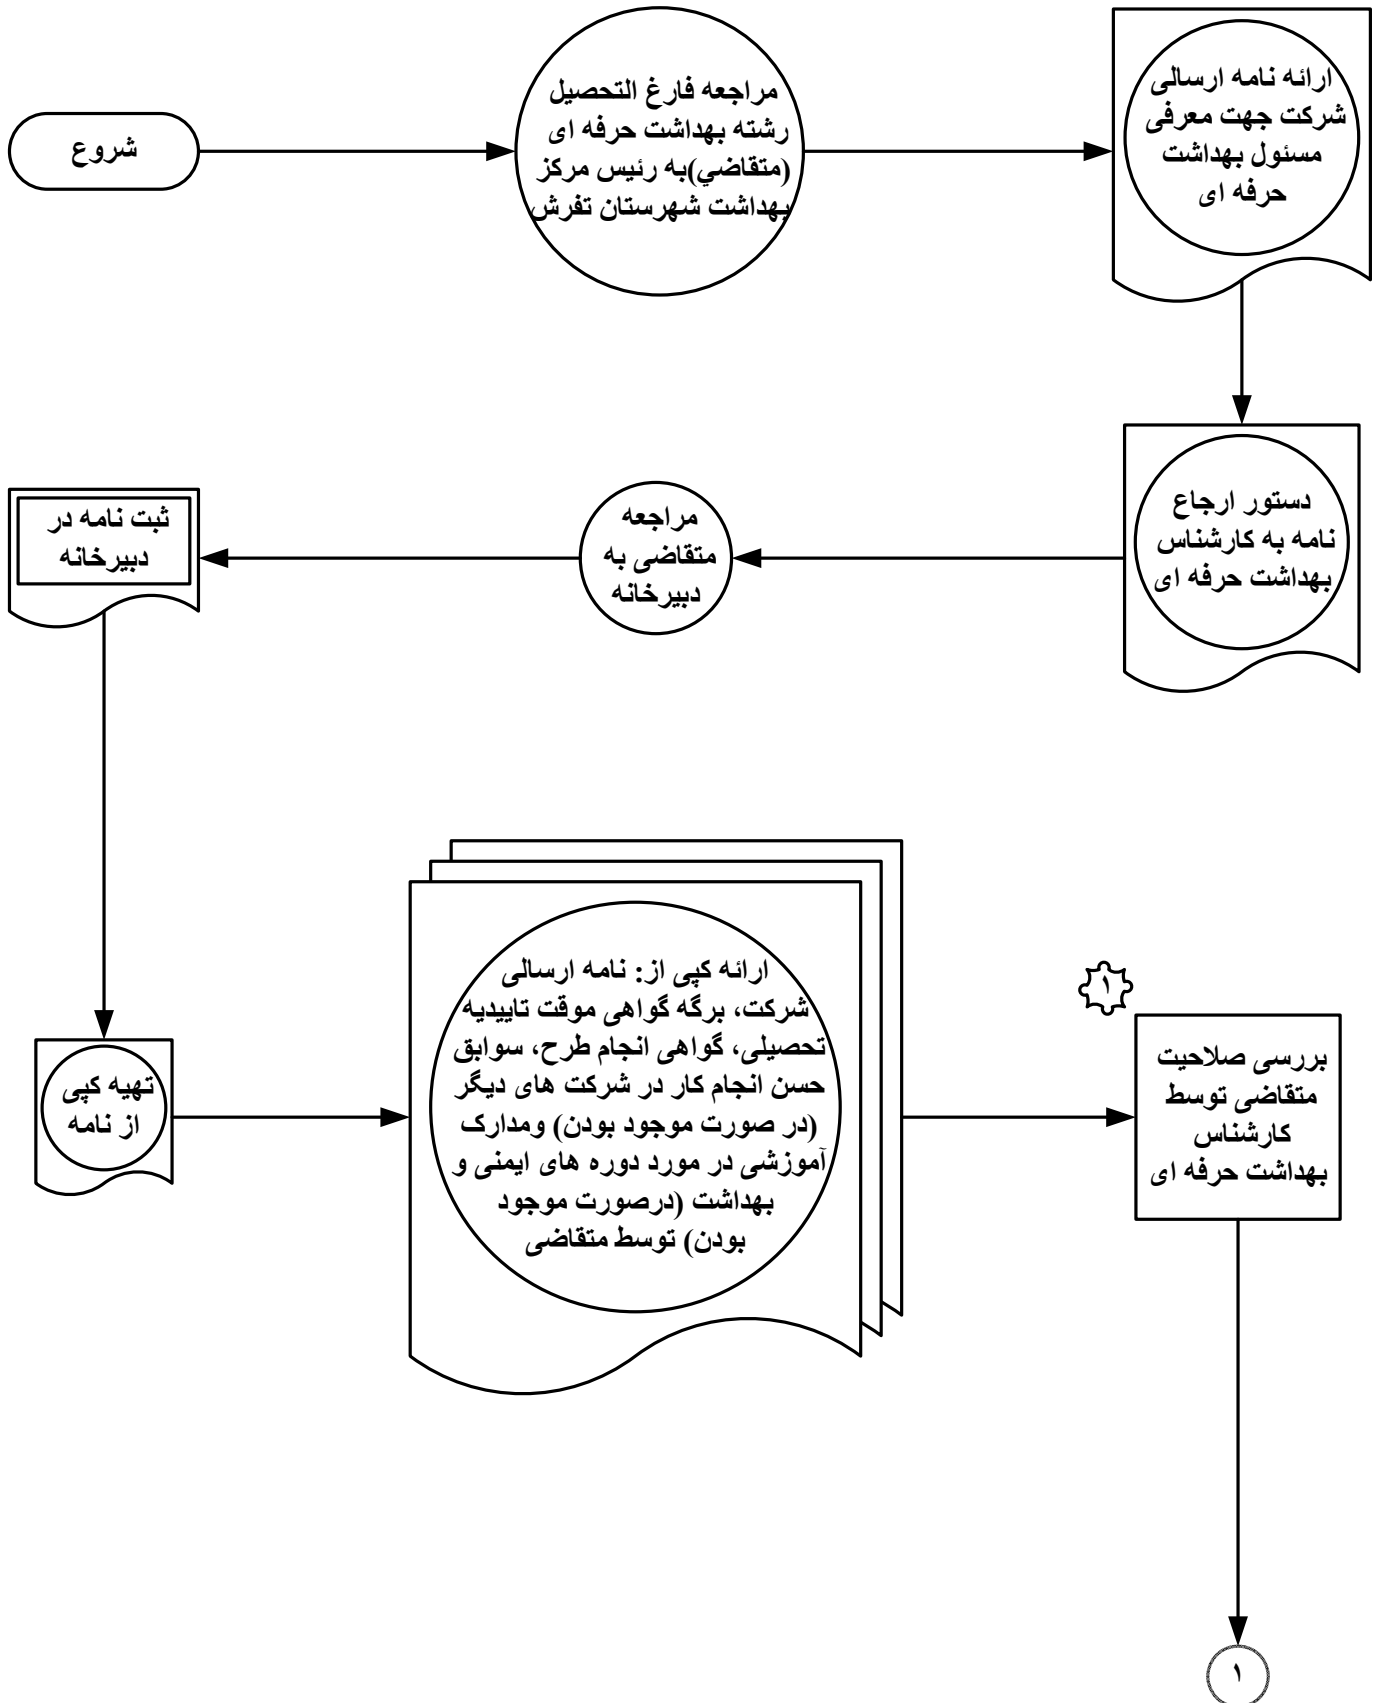 شروع
مراجعه فارغ التحصیل
رشته بهداشت حرفه ای
(متقاضي)به رئیس مرکز
بهداشت شهرستان تفرش
ارائه نامه ارسالی
شرکت جهت معرفی
مسئول بهداشت
حرفه ای
دستور ارجاع
نامه به کارشناس
بهداشت حرفه ای
مراجعه
متقاضی به
دبیرخانه
ثبت نامه در
دبیرخانه
تهیه کپی
از نامه
ارائه کپی از: نامه ارسالی
شرکت، برگه گواهی موقت تاییدیه
تحصیلی، گواهی انجام طرح، سوابق
حسن انجام کار در شرکت های دیگر
(در صورت موجود بودن) ومدارک
آموزشی در مورد دوره های ایمنی و
بهداشت (درصورت موجود
بودن) توسط متقاضی
۱
بررسی صلاحیت
متقاضی توسط
کارشناس
بهداشت حرفه ای
۱